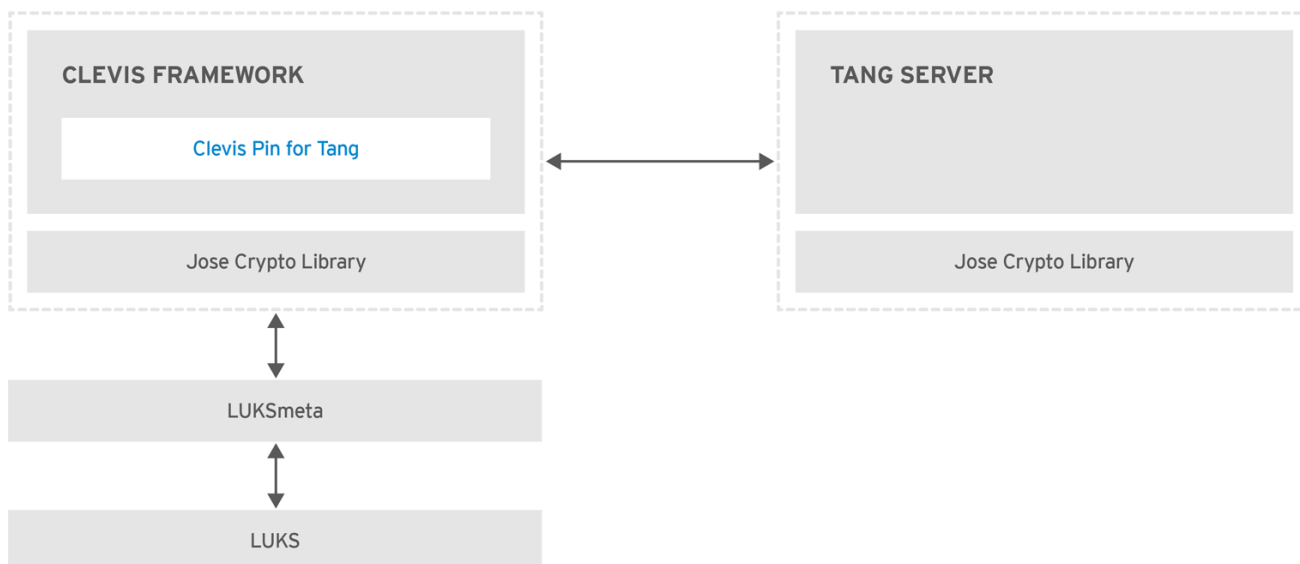 CLEVIS FRAMEWORK
Clevis Pin for Tang
Jose Crypto Library
TANG SERVER
Jose Crypto Library
LUKSmeta
LUKS